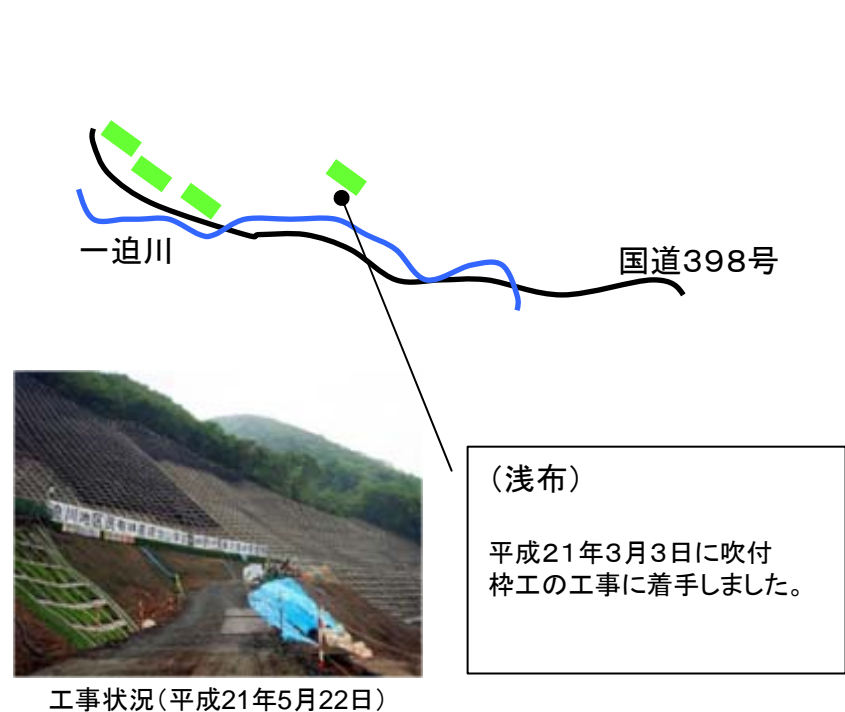 一迫川
国道398号
（浅布）
平成21年3月3日に吹付
枠工の工事に着手しました。
工事状況（平成21年5月22日）